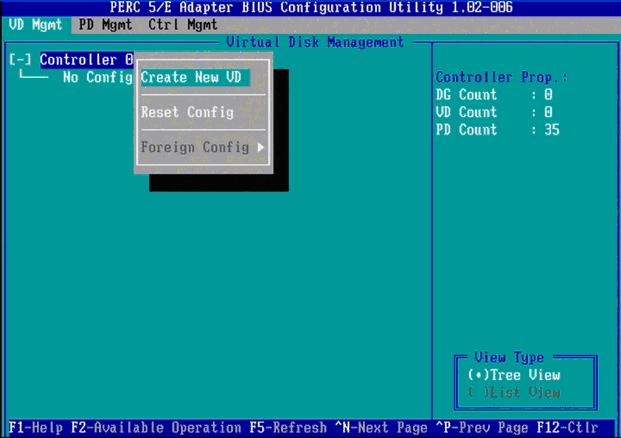 PERC 5/E Adapter BIOS Configuration Utility 1.02-006
VD Mgmt PD Mgmt Ctrl Mgmt
Virtual Disk Management
[-] Controller 0
No Config
Create New VD
Reset Config
Foreign Config ▶
Controller Prop.:
DG Count : 0
VD Count : 0
PD Count : 35
View Type
(•)Tree View
( )List View
F1-Help F2-Available Operation F5-Refresh ^N-Next Page ^P-Prev Page F12-Ctlr